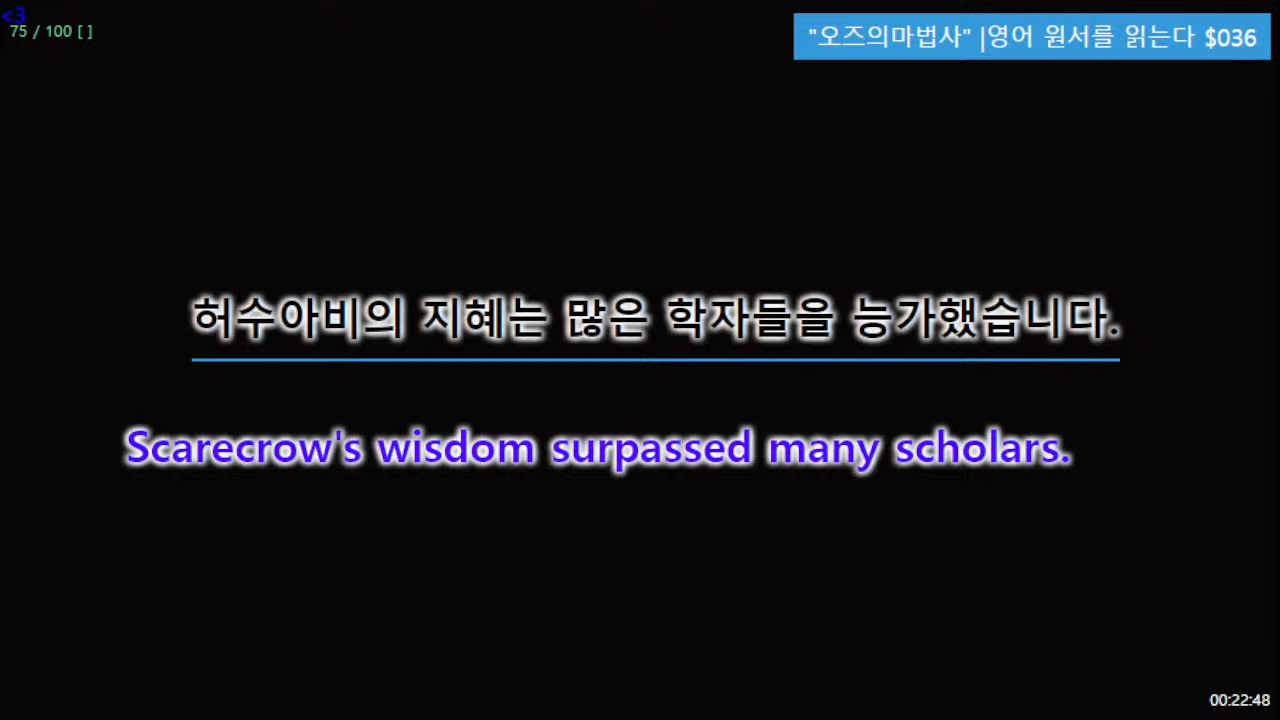 <3
75 / 100 [ ]
"오즈의마법사" |영어 원서를 읽는다 $036
허수아비의 지혜는 많은 학자들을 능가했습니다.
Scarecrow's wisdom surpassed many scholars.
00:22:48